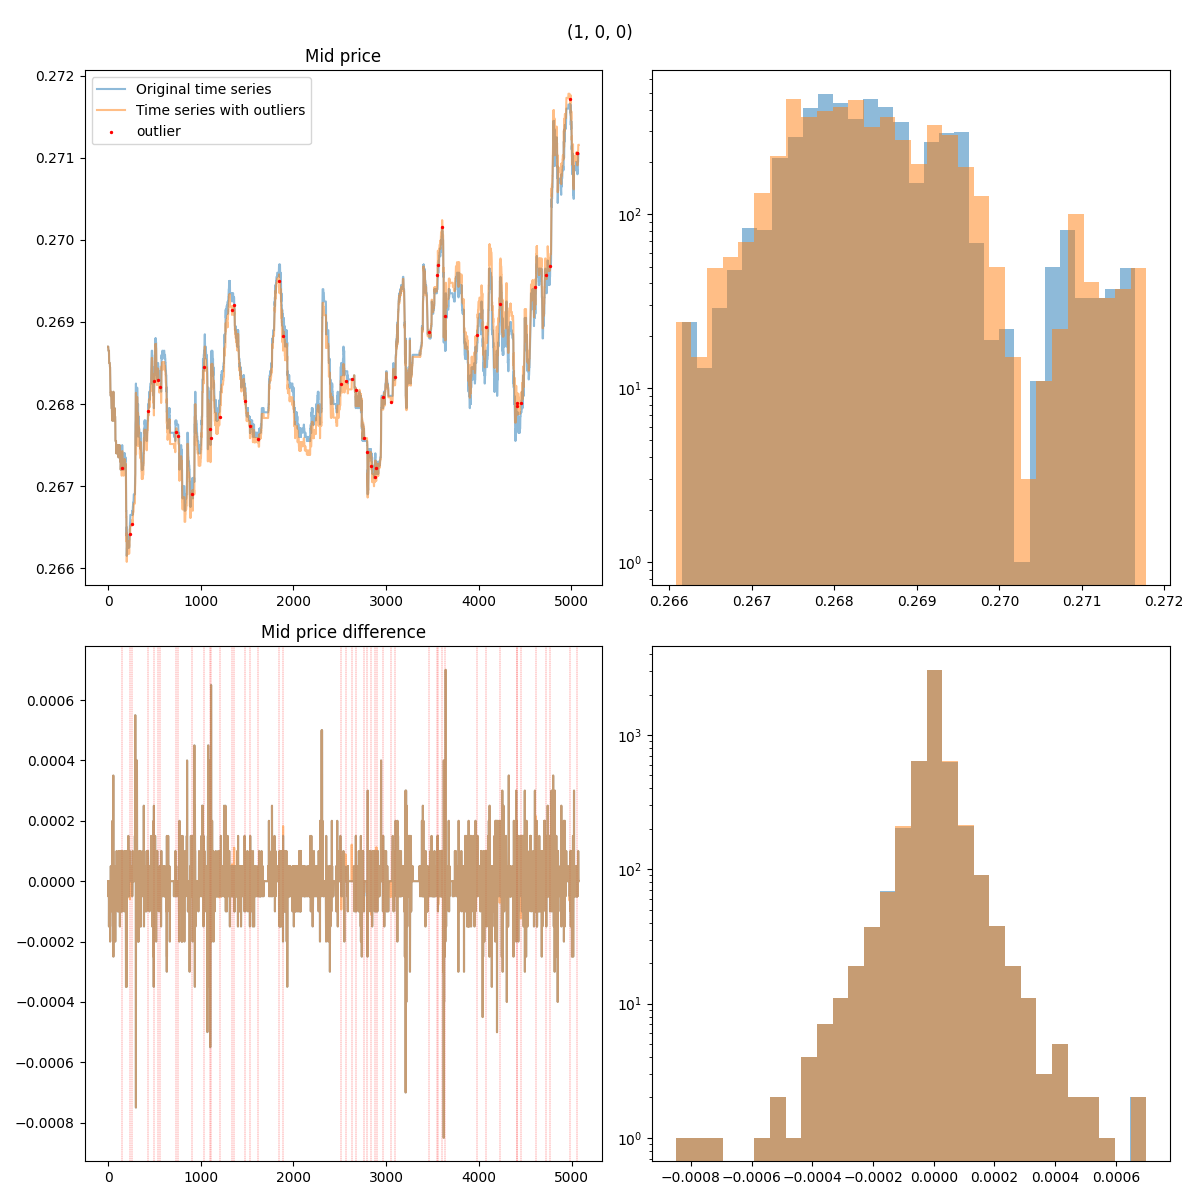 (1, 0, 0)
Mid price
Original time series
Time series with outliers
outlier
0.272
0.271
0.270
0.269
0.268
0.267
0.266
0 1000 2000 3000 4000 5000
10²
10¹
10⁰
0.266 0.267 0.268 0.269 0.270 0.271 0.272
Mid price difference
0.0006
0.0004
0.0002
0.0000
−0.0002
−0.0004
−0.0006
−0.0008
0 1000 2000 3000 4000 5000
10³
10²
10¹
10⁰
−0.0008 −0.0006 −0.0004 −0.0002 0.0000 0.0002 0.0004 0.0006